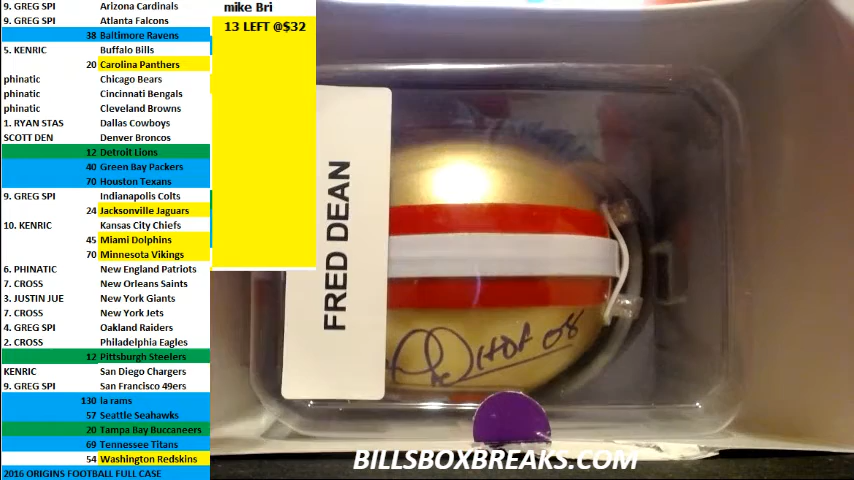 9. GREG SPI Arizona Cardinals
9. GREG SPI Atlanta Falcons
38 Baltimore Ravens
5. KENRIC Buffalo Bills
20 Carolina Panthers
phinatic Chicago Bears
phinatic Cincinnati Bengals
phinatic Cleveland Browns
1. RYAN STAS Dallas Cowboys
SCOTT DEN Denver Broncos
12 Detroit Lions
40 Green Bay Packers
70 Houston Texans
9. GREG SPI Indianapolis Colts
24 Jacksonville Jaguars
10. KENRIC Kansas City Chiefs
45 Miami Dolphins
70 Minnesota Vikings
6. PHINATIC New England Patriots
7. CROSS New Orleans Saints
3. JUSTIN JUE New York Giants
7. CROSS New York Jets
4. GREG SPI Oakland Raiders
2. CROSS Philadelphia Eagles
12 Pittsburgh Steelers
KENRIC San Diego Chargers
9. GREG SPI San Francisco 49ers
130 la rams
57 Seattle Seahawks
20 Tampa Bay Buccaneers
69 Tennessee Titans
54 Washington Redskins
2016 ORIGINS FOOTBALL FULL CASE
mike Bri
13 LEFT @$32
FRED DEAN
HOF 08
BILLSBOXBREAKS.COM